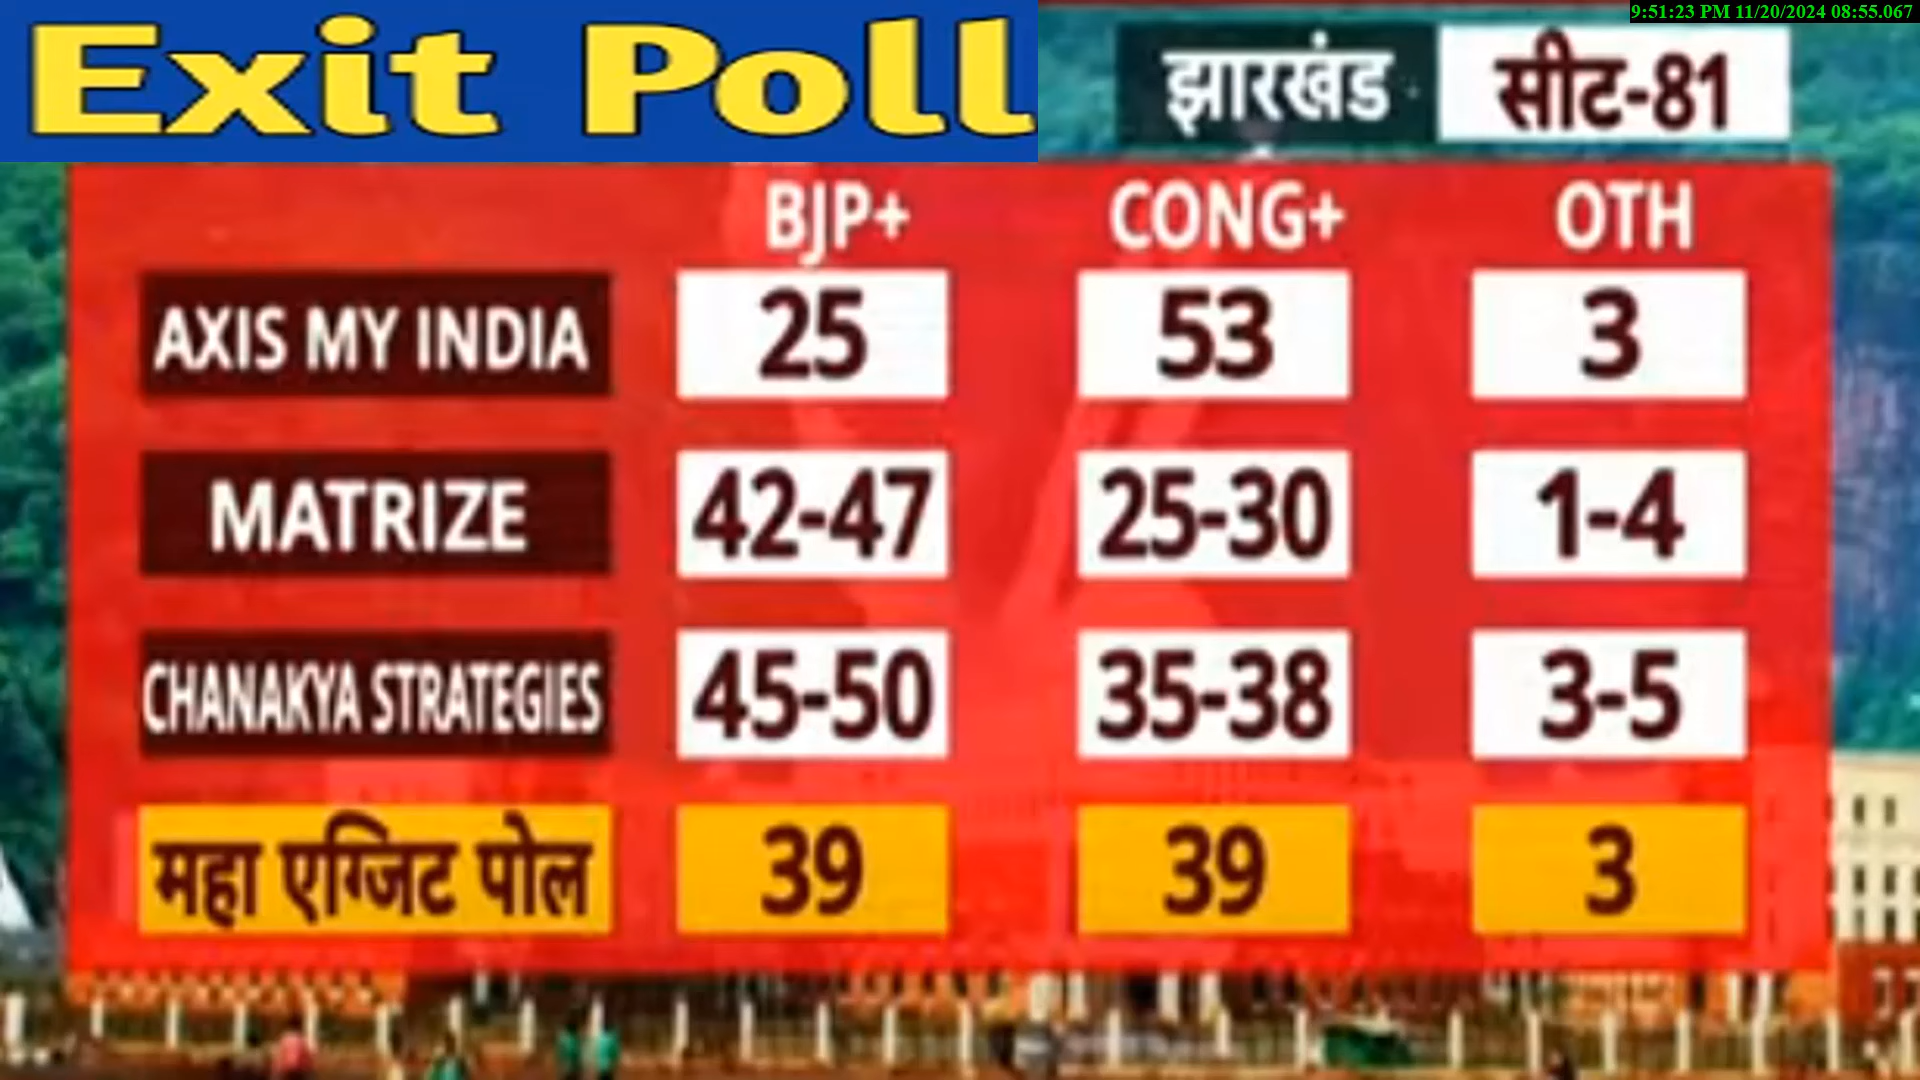 Exit Poll
9:51:23 PM 11/20/2024 08:55.067
झारखंड सीट-81
BJP+ CONG+ OTH
AXIS MY INDIA 25 53 3
MATRIZE 42-47 25-30 1-4
CHANAKYA STRATEGIES 45-50 35-38 3-5
महा एग्जिट पोल 39 39 3